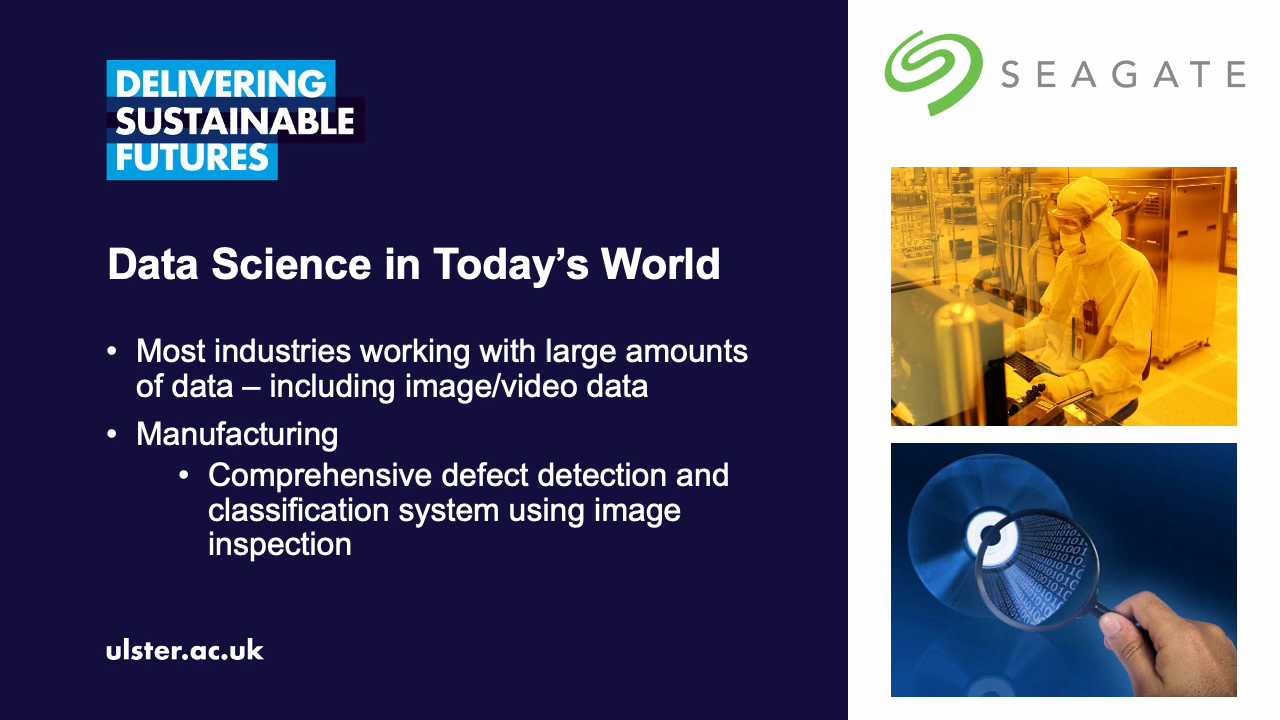 DELIVERING
SUSTAINABLE
FUTURES
SEAGATE
Data Science in Today’s World
• Most industries working with large amounts
of data – including image/video data
• Manufacturing
• Comprehensive defect detection and
classification system using image
inspection
ulster.ac.uk